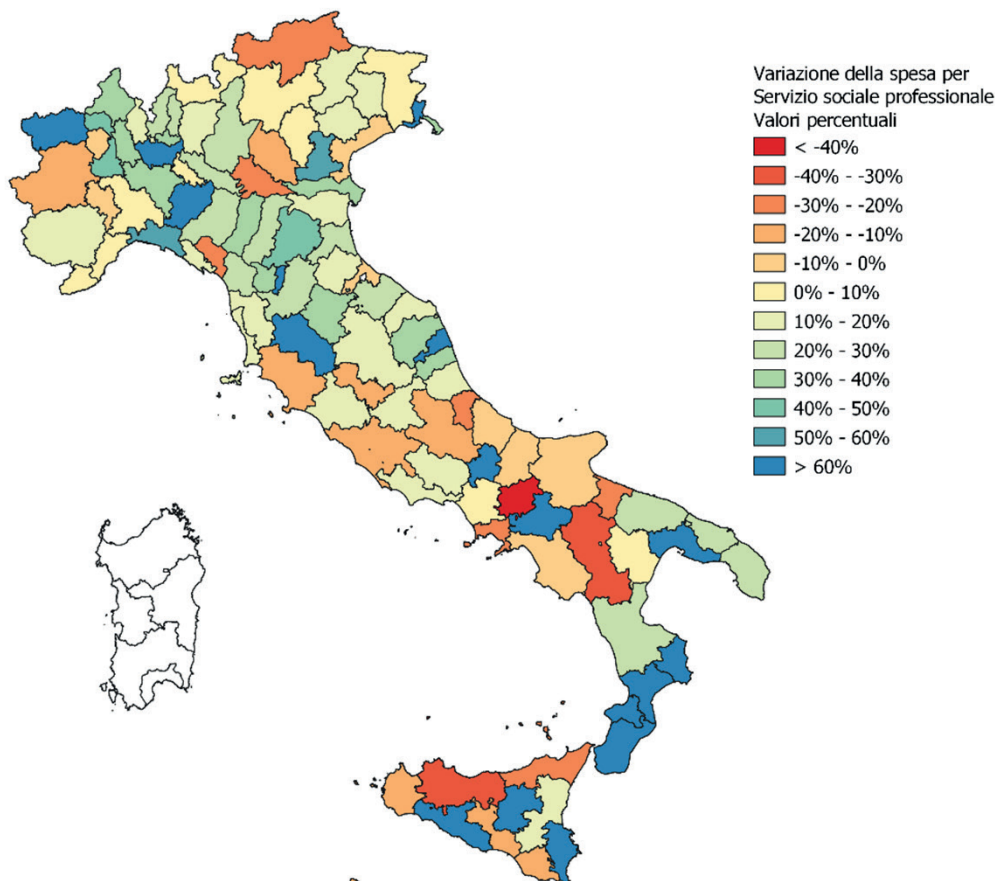 Variazione della spesa per
Servizio sociale professionale
Valori percentuali
< -40%
-40% - -30%
-30% - -20%
-20% - -10%
-10% - 0%
0% - 10%
10% - 20%
20% - 30%
30% - 40%
40% - 50%
50% - 60%
> 60%